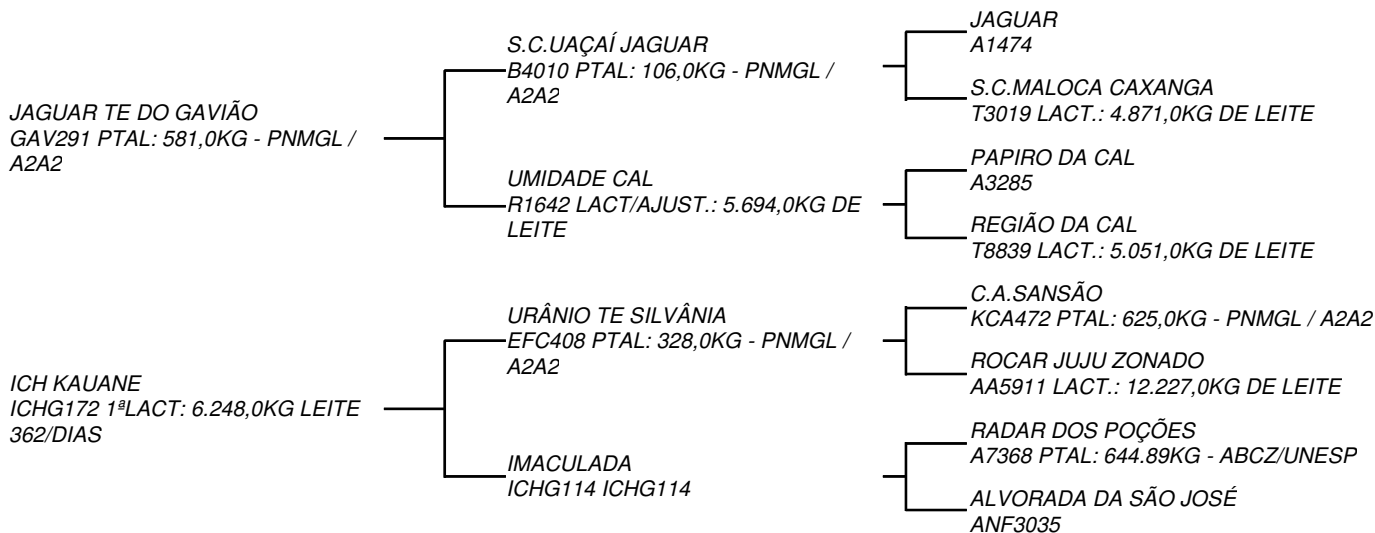 JAGUAR TE DO GAVIÃO
GAV291 PTAL: 581,0KG - PNMGL /
A2A2
ICH KAUANE
ICHG172 1ªLACT: 6.248,0KG LEITE
362/DIAS
S.C.UAÇAÍ JAGUAR
B4010 PTAL: 106,0KG - PNMGL /
A2A2
UMIDADE CAL
R1642 LACT/AJUST.: 5.694,0KG DE
LEITE
URÂNIO TE SILVÂNIA
EFC408 PTAL: 328,0KG - PNMGL /
A2A2
IMACULADA
ICHG114 ICHG114
JAGUAR
A1474
S.C.MALOCA CAXANGA
T3019 LACT.: 4.871,0KG DE LEITE
PAPIRO DA CAL
A3285
REGIÃO DA CAL
T8839 LACT.: 5.051,0KG DE LEITE
C.A.SANSÃO
KCA472 PTAL: 625,0KG - PNMGL / A2A2
ROCAR JUJU ZONADO
AA5911 LACT.: 12.227,0KG DE LEITE
RADAR DOS POÇÕES
A7368 PTAL: 644.89KG - ABCZ/UNESP
ALVORADA DA SÃO JOSÉ
ANF3035